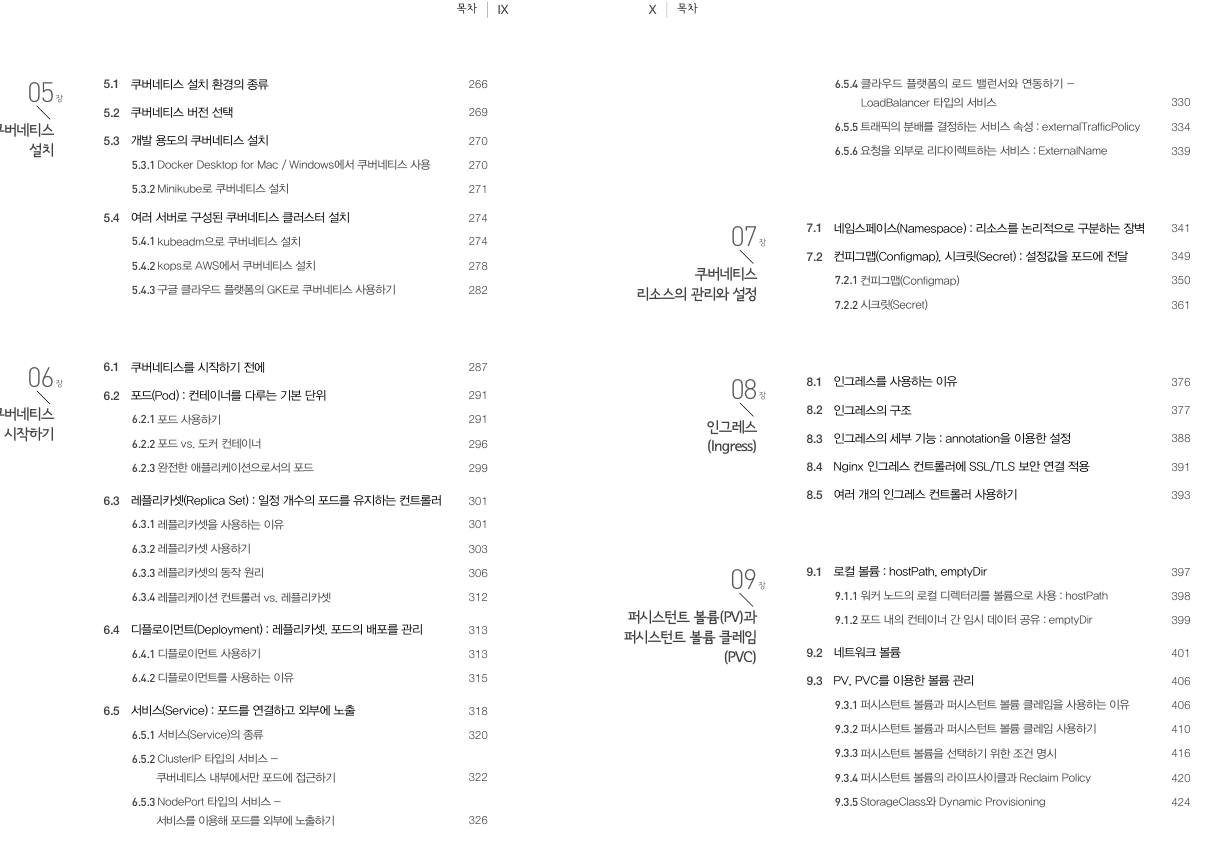 목차 IX
05장
쿠버네티스
설치
5.1 쿠버네티스 설치 환경의 종류 266
5.2 쿠버네티스 버전 선택 269
5.3 개발 용도의 쿠버네티스 설치 270
5.3.1 Docker Desktop for Mac / Windows에서 쿠버네티스 사용 270
5.3.2 Minikube로 쿠버네티스 설치 271
5.4 여러 서버로 구성된 쿠버네티스 클러스터 설치 274
5.4.1 kubeadm으로 쿠버네티스 설치 274
5.4.2 kops로 AWS에서 쿠버네티스 설치 278
5.4.3 구글 클라우드 플랫폼의 GKE로 쿠버네티스 사용하기 282
06장
쿠버네티스
시작하기
6.1 쿠버네티스를 시작하기 전에 287
6.2 포드(Pod) : 컨테이너를 다루는 기본 단위 291
6.2.1 포드 사용하기 291
6.2.2 포드 vs. 도커 컨테이너 296
6.2.3 완전한 애플리케이션으로서의 포드 299
6.3 레플리카셋(Replica Set) : 일정 개수의 포드를 유지하는 컨트롤러 301
6.3.1 레플리카셋을 사용하는 이유 301
6.3.2 레플리카셋 사용하기 303
6.3.3 레플리카셋의 동작 원리 306
6.3.4 레플리케이션 컨트롤러 vs. 레플리카셋 312
6.4 디플로이먼트(Deployment) : 레플리카셋, 포드의 배포를 관리 313
6.4.1 디플로이먼트 사용하기 313
6.4.2 디플로이먼트를 사용하는 이유 315
6.5 서비스(Service) : 포드를 연결하고 외부에 노출 318
6.5.1 서비스(Service)의 종류 320
6.5.2 ClusterIP 타입의 서비스 –
쿠버네티스 내부에서만 포드에 접근하기 322
6.5.3 NodePort 타입의 서비스 –
서비스를 이용해 포드를 외부에 노출하기 326
X 목차
6.5.4 클라우드 플랫폼의 로드 밸런서와 연동하기 –
LoadBalancer 타입의 서비스 330
6.5.5 트래픽의 분배를 결정하는 서비스 속성 : externalTrafficPolicy 334
6.5.6 요청을 외부로 리다이렉트하는 서비스 : ExternalName 339
07장
쿠버네티스
리소스의 관리와 설정
7.1 네임스페이스(Namespace) : 리소스를 논리적으로 구분하는 장벽 341
7.2 컨피그맵(Configmap), 시크릿(Secret) : 설정값을 포드에 전달 349
7.2.1 컨피그맵(Configmap) 350
7.2.2 시크릿(Secret) 361
08장
인그레스
(Ingress)
8.1 인그레스를 사용하는 이유 376
8.2 인그레스의 구조 377
8.3 인그레스의 세부 기능 : annotation을 이용한 설정 388
8.4 Nginx 인그레스 컨트롤러에 SSL/TLS 보안 연결 적용 391
8.5 여러 개의 인그레스 컨트롤러 사용하기 393
09장
퍼시스턴트 볼륨(PV)과
퍼시스턴트 볼륨 클레임
(PVC)
9.1 로컬 볼륨 : hostPath, emptyDir 397
9.1.1 워커 노드의 로컬 디렉터리를 볼륨으로 사용 : hostPath 398
9.1.2 포드 내의 컨테이너 간 임시 데이터 공유 : emptyDir 399
9.2 네트워크 볼륨 401
9.3 PV, PVC를 이용한 볼륨 관리 406
9.3.1 퍼시스턴트 볼륨과 퍼시스턴트 볼륨 클레임을 사용하는 이유 406
9.3.2 퍼시스턴트 볼륨과 퍼시스턴트 볼륨 클레임 사용하기 410
9.3.3 퍼시스턴트 볼륨을 선택하기 위한 조건 명시 416
9.3.4 퍼시스턴트 볼륨의 라이프사이클과 Reclaim Policy 420
9.3.5 StorageClass와 Dynamic Provisioning 424